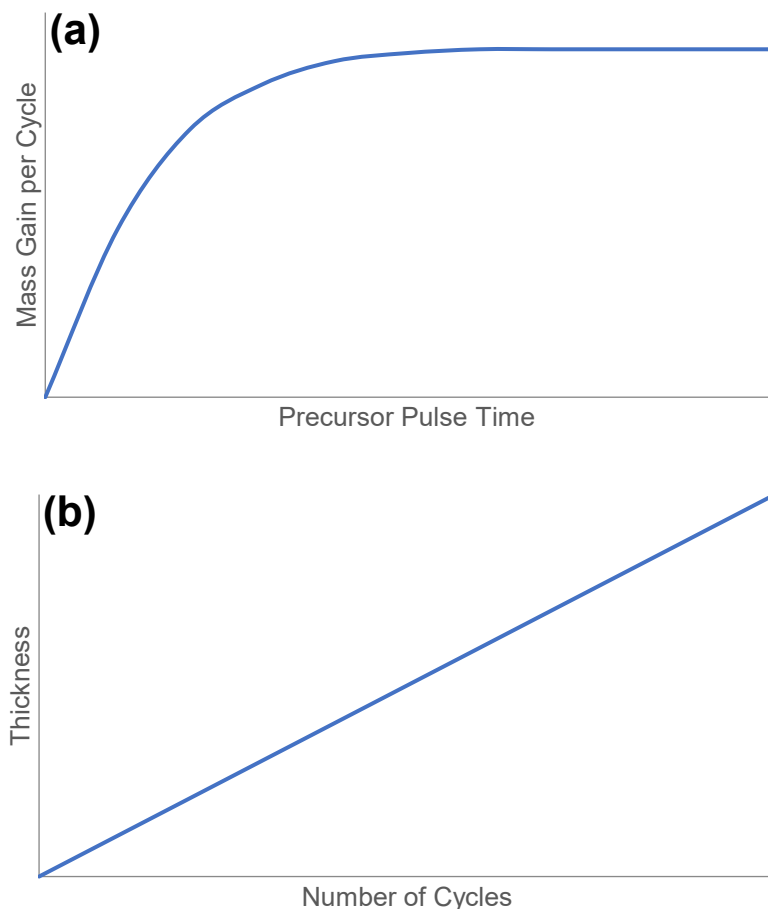 (a)
Mass Gain per Cycle
Precursor Pulse Time
(b)
Thickness
Number of Cycles